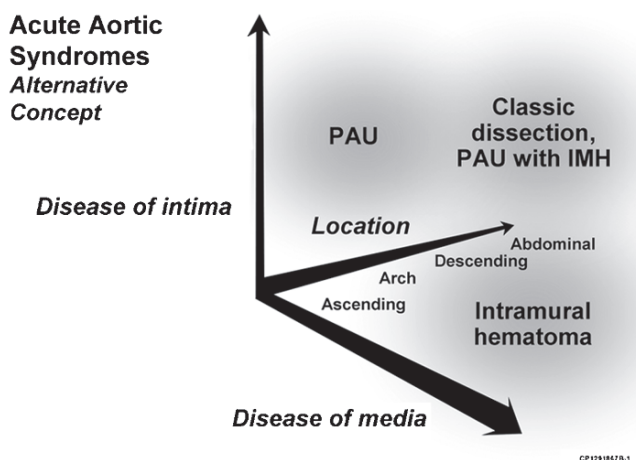 Acute Aortic
Syndromes
Alternative
Concept
PAU
Classic
dissection,
PAU with IMH
Disease of intima
Location
Abdominal
Descending
Arch
Ascending
Intramural
hematoma
Disease of media